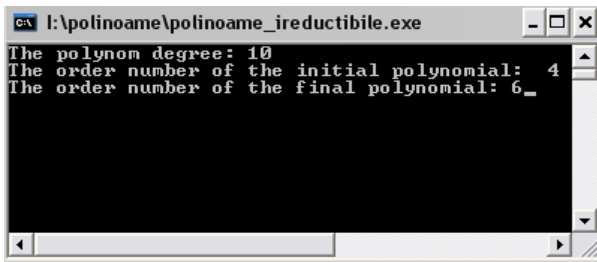 I:\polinoame\polinoame_ireductibile.exe
The polynom degree: 10
The order number of the initial polynomial:  4
The order number of the final polynomial: 6_